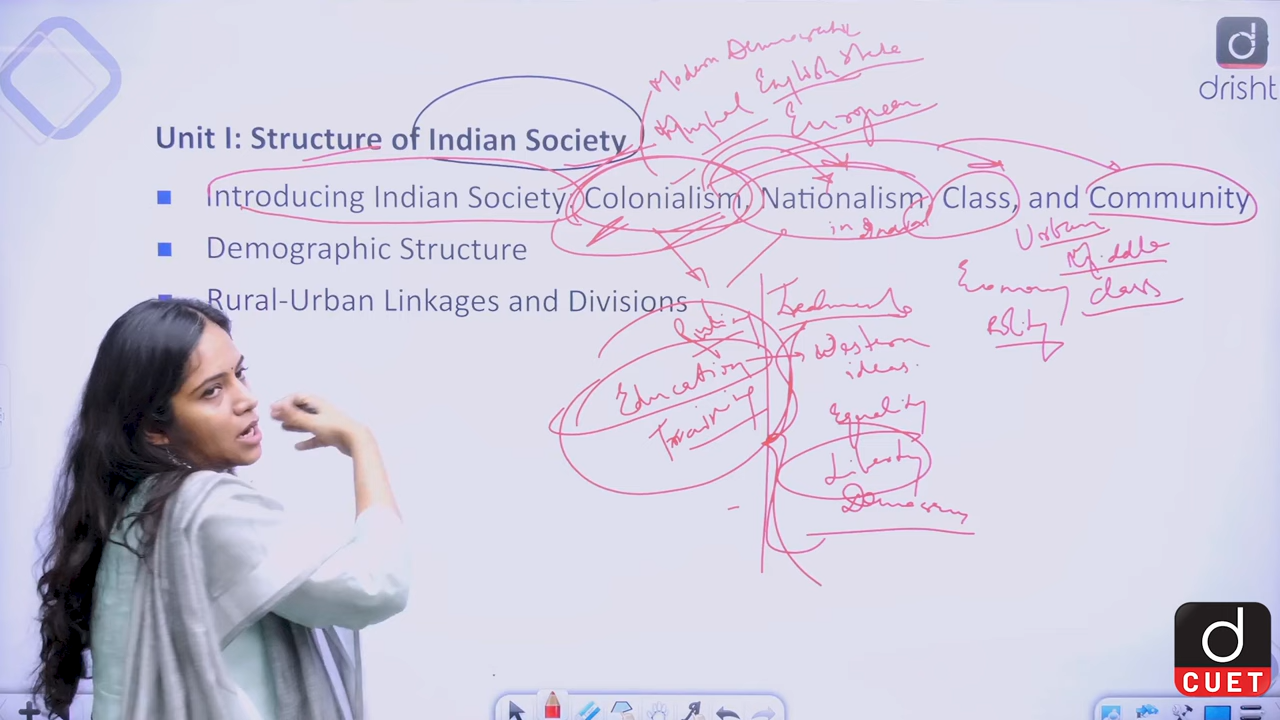 Modern Democratic
Mughal English State
European
drisht
Unit I: Structure of Indian Society
Introducing Indian Society, Colonialism, Nationalism, Class, and Community
in India
Urban
Middle
class
Economy
Polity
Demographic Structure
Rural-Urban Linkages and Divisions
Education
Training
Western
ideas.
Equality
Liberty
Democracy
d
CUET